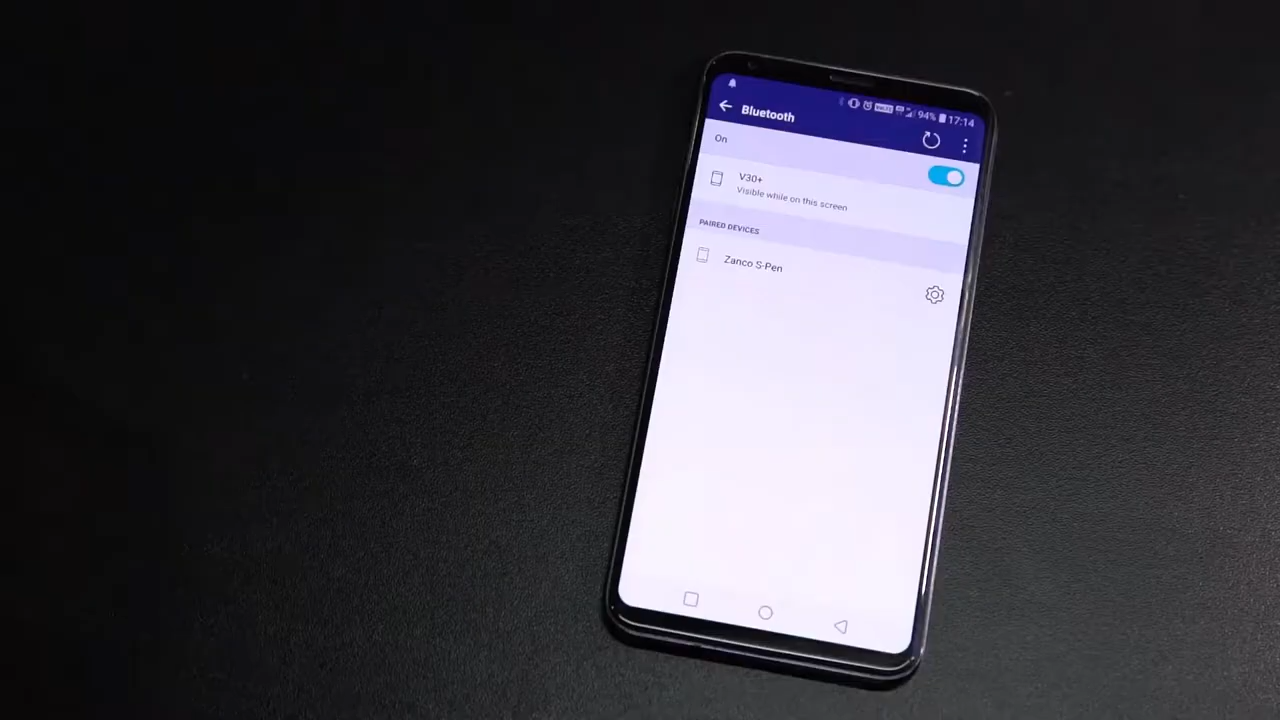 94% 17:14
Bluetooth
On
V30+
Visible while on this screen
PAIRED DEVICES
Zanco S-Pen